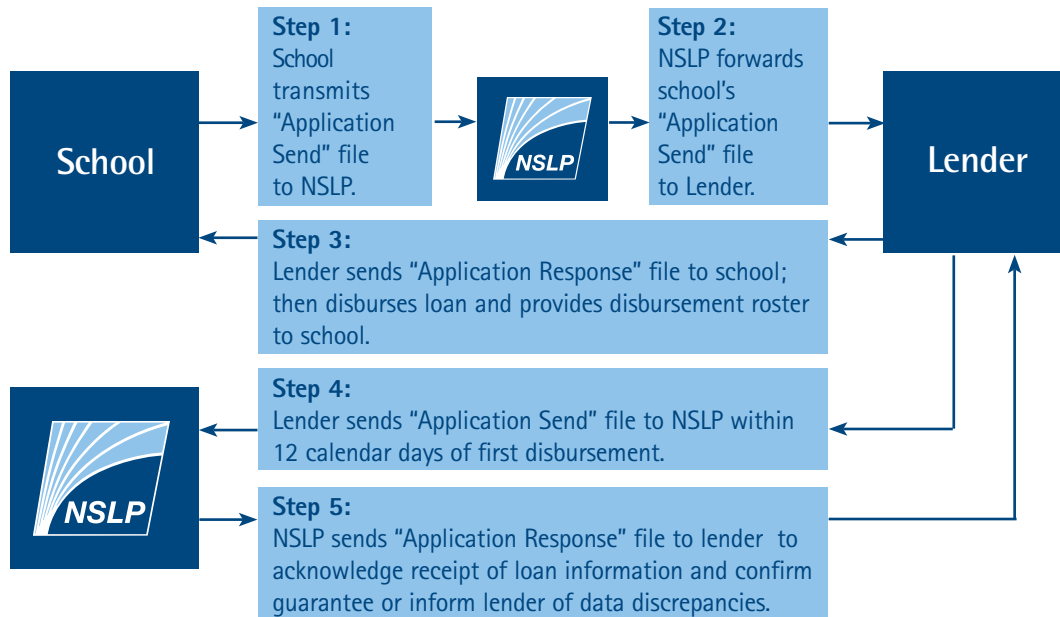 School
Step 1:
School
transmits
“Application
Send” file
to NSLP.
NSLP
Step 2:
NSLP forwards
school’s
“Application
Send” file
to Lender.
Lender
Step 3:
Lender sends “Application Response” file to school;
then disburses loan and provides disbursement roster
to school.
NSLP
Step 4:
Lender sends “Application Send” file to NSLP within
12 calendar days of first disbursement.
Step 5:
NSLP sends “Application Response” file to lender to
acknowledge receipt of loan information and confirm
guarantee or inform lender of data discrepancies.